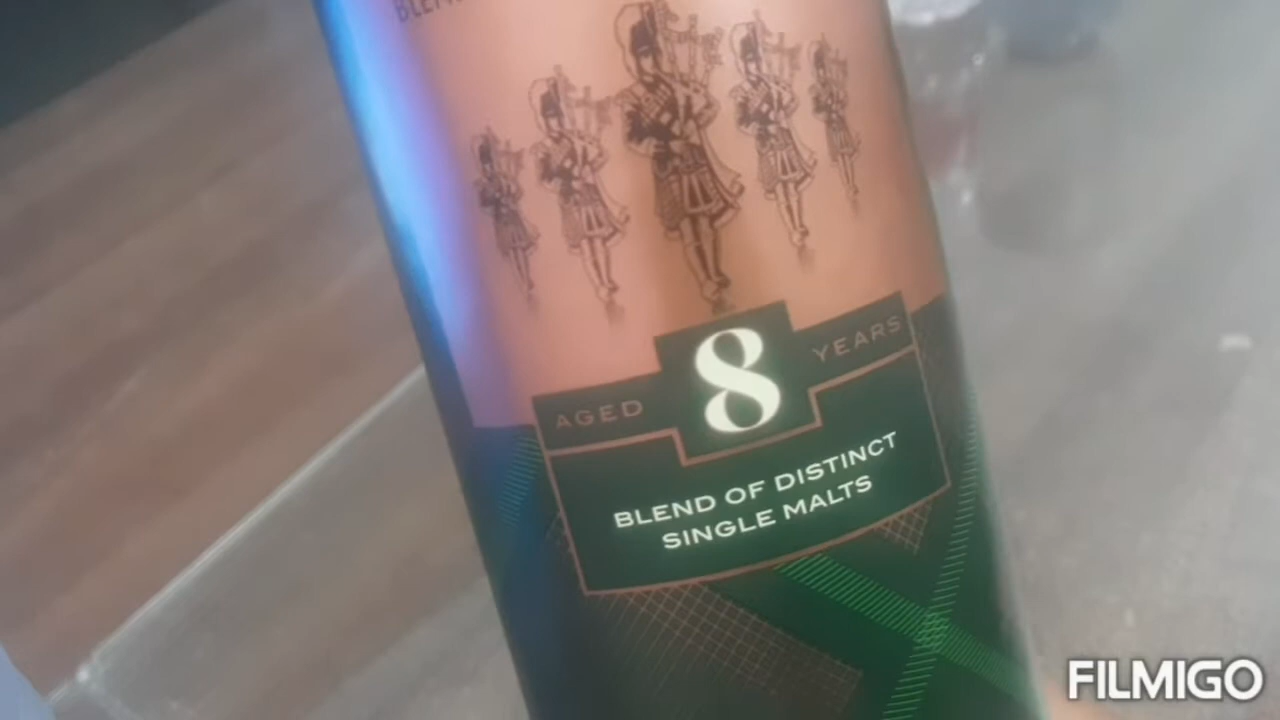 AGED 8 YEARS
BLEND OF DISTINCT
SINGLE MALTS
FILMIGO